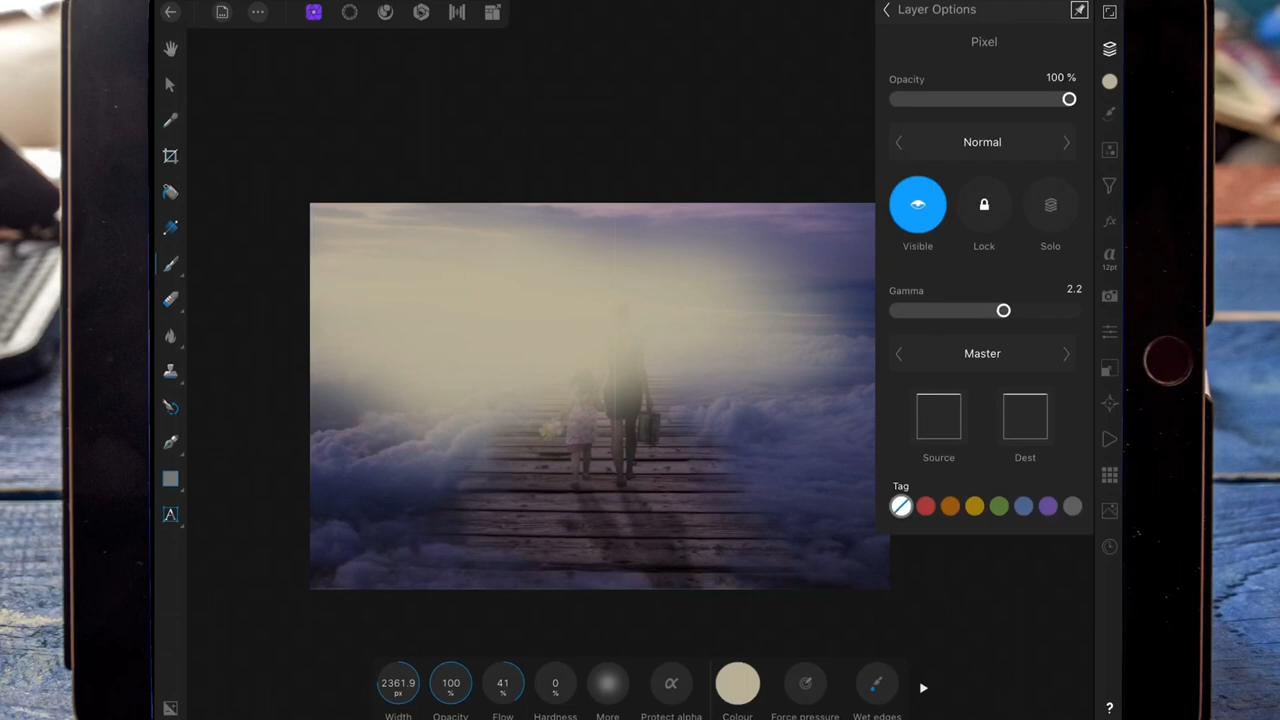 Layer Options
Pixel
Opacity
100 %
Normal
Visible
Lock
Solo
Gamma
2.2
Master
Source
Dest
Tag
12pt
2361.9
px
100
%
41
%
0
%
Width
Opacity
Flow
Hardness
More
Protect alpha
Colour
Force pressure
Wet edges